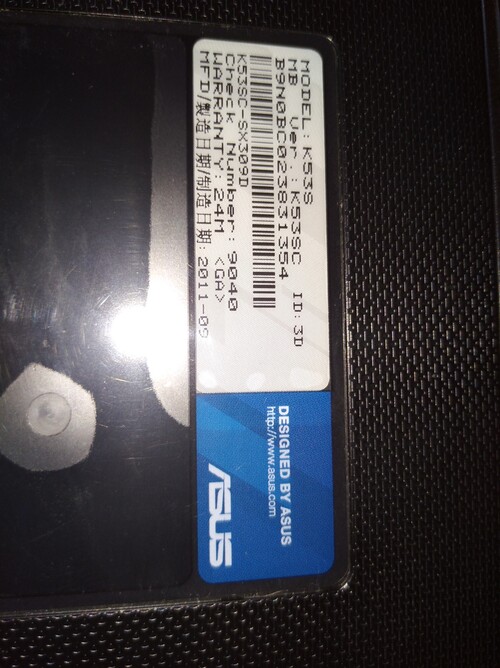 MODEL: K53S
MB Ver.: K53SC ID: 3D
B9N0BC023831354
K53SC-SX309D
Check Number: 9040
WARRANTY: 24M <GA>
MFD/製造日期/制造日期: 2011-09
DESIGNED BY ASUS
http://www.asus.com
ASUS